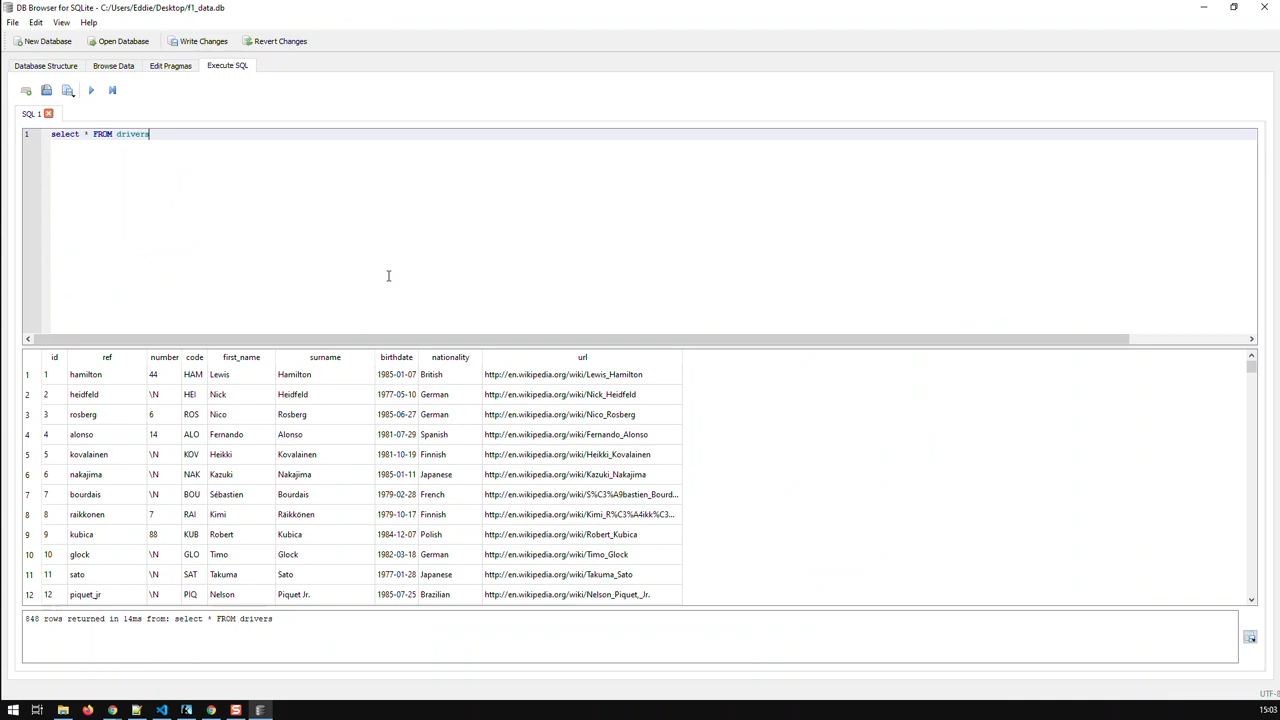 DB Browser for SQLite - C:/Users/Eddie/Desktop/f1_data.db
File Edit View Help
New Database Open Database Write Changes Revert Changes
Database Structure Browse Data Edit Pragmas Execute SQL
SQL 1
1 select * FROM drivers
id ref number code first_name surname birthdate nationality url
1 1 hamilton 44 HAM Lewis Hamilton 1985-01-07 British http://en.wikipedia.org/wiki/Lewis_Hamilton
2 2 heidfeld \N HEI Nick Heidfeld 1977-05-10 German http://en.wikipedia.org/wiki/Nick_Heidfeld
3 3 rosberg 6 ROS Nico Rosberg 1985-06-27 German http://en.wikipedia.org/wiki/Nico_Rosberg
4 4 alonso 14 ALO Fernando Alonso 1981-07-29 Spanish http://en.wikipedia.org/wiki/Fernando_Alonso
5 5 kovalainen \N KOV Heikki Kovalainen 1981-10-19 Finnish http://en.wikipedia.org/wiki/Heikki_Kovalainen
6 6 nakajima \N NAK Kazuki Nakajima 1985-01-11 Japanese http://en.wikipedia.org/wiki/Kazuki_Nakajima
7 7 bourdais \N BOU Sébastien Bourdais 1979-02-28 French http://en.wikipedia.org/wiki/S%C3%A9bastien_Bourd...
8 8 raikkonen 7 RAI Kimi Räikkönen 1979-10-17 Finnish http://en.wikipedia.org/wiki/Kimi_R%C3%A4ikk%C3...
9 9 kubica 88 KUB Robert Kubica 1984-12-07 Polish http://en.wikipedia.org/wiki/Robert_Kubica
10 10 glock \N GLO Timo Glock 1982-03-18 German http://en.wikipedia.org/wiki/Timo_Glock
11 11 sato \N SAT Takuma Sato 1977-01-28 Japanese http://en.wikipedia.org/wiki/Takuma_Sato
12 12 piquet_jr \N PIQ Nelson Piquet Jr. 1985-07-25 Brazilian http://en.wikipedia.org/wiki/Nelson_Piquet,_Jr.
848 rows returned in 14ms from: select * FROM drivers
UTF-8
15:03